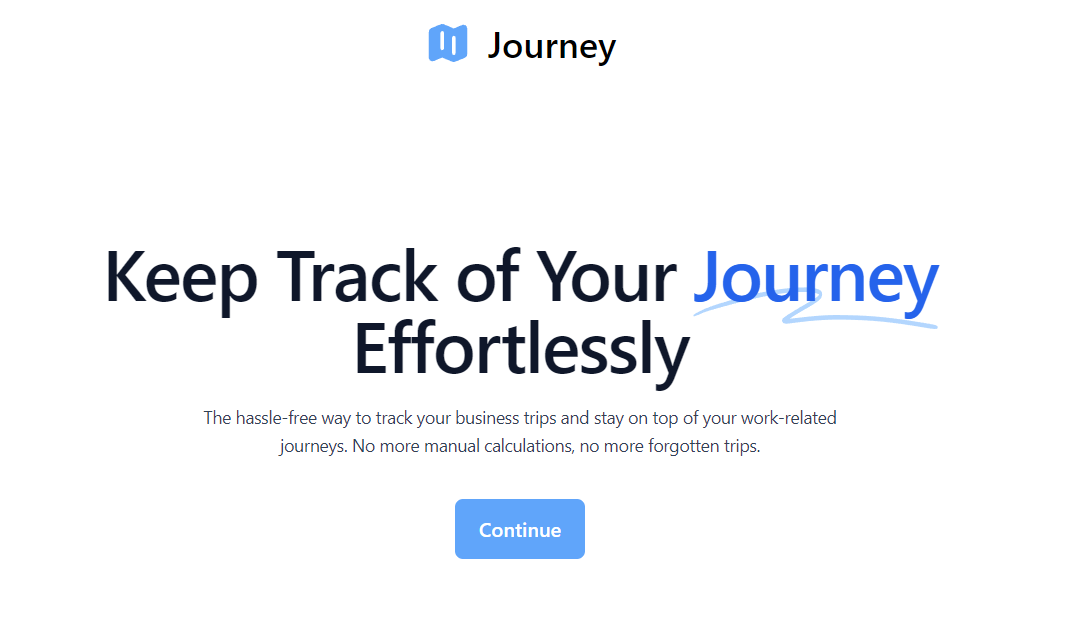 Journey
Keep Track of Your Journey
Effortlessly
The hassle-free way to track your business trips and stay on top of your work-related
journeys. No more manual calculations, no more forgotten trips.
Continue